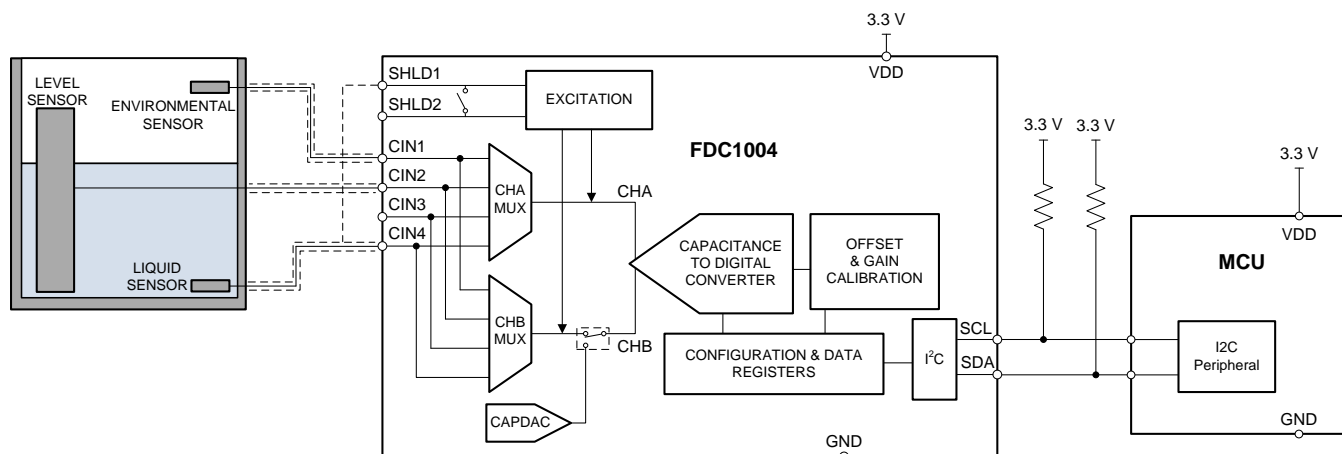 3.3 V
VDD
LEVEL
SENSOR
ENVIRONMENTAL
SENSOR
LIQUID
SENSOR
SHLD1
SHLD2
CIN1
CIN2
CIN3
CIN4
EXCITATION
FDC1004
CHA
MUX
CHA
CHB
MUX
CHB
CAPDAC
CAPACITANCE
TO DIGITAL
CONVERTER
OFFSET
& GAIN
CALIBRATION
CONFIGURATION & DATA
REGISTERS
I²C
SCL
SDA
GND
3.3 V
3.3 V
3.3 V
VDD
MCU
I2C
Peripheral
GND